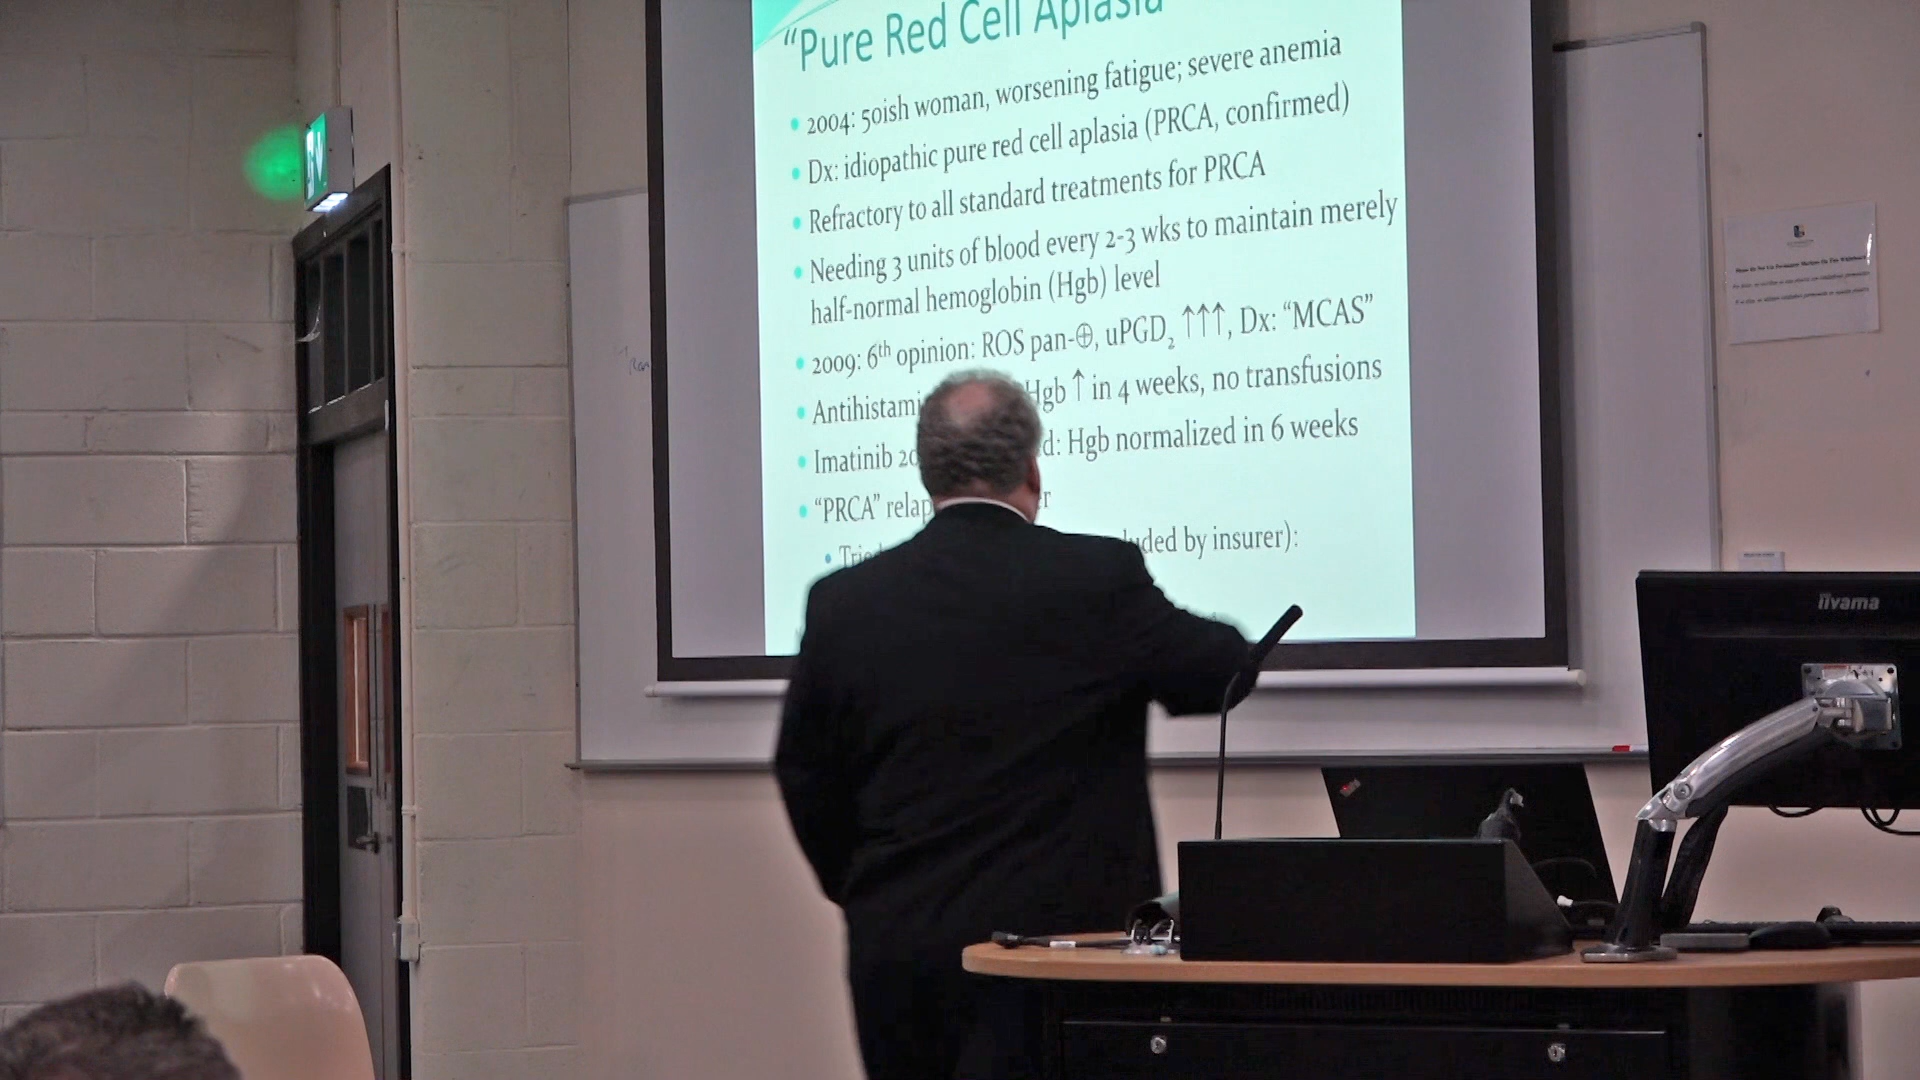 “Pure Red Cell Aplasia
• 2004: 50ish woman, worsening fatigue; severe anemia
• Dx: idiopathic pure red cell aplasia (PRCA, confirmed)
• Refractory to all standard treatments for PRCA
• Needing 3 units of blood every 2-3 wks to maintain merely
half-normal hemoglobin (Hgb) level
• 2009: 6th opinion: ROS pan-⊕, uPGD₂ ↑↑↑, Dx: “MCAS”
• Hgb ↑ in 4 weeks, no transfusions
• Imatinib Hgb normalized in 6 weeks
• “PRCA”
• by insurer):
iiyama